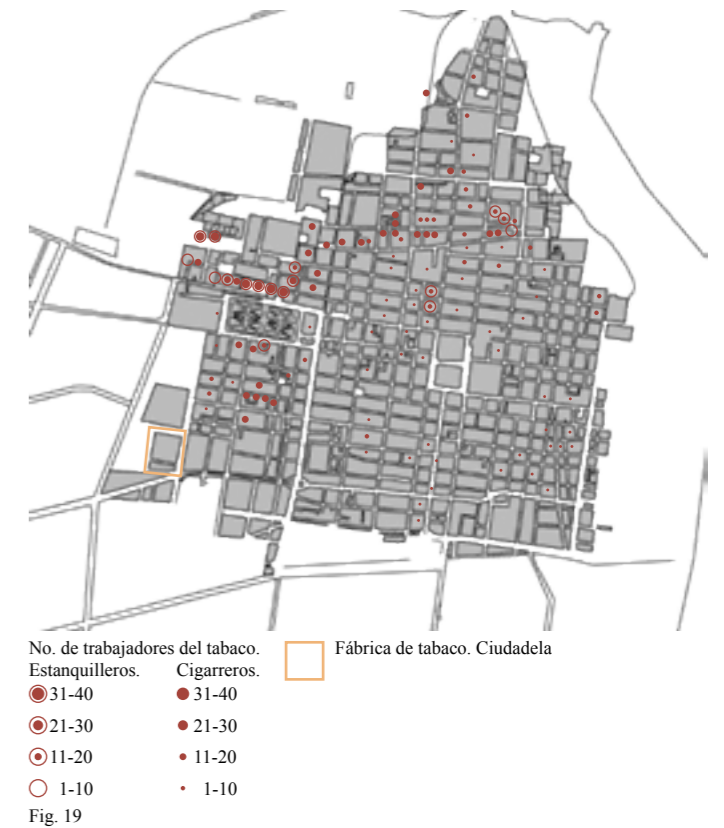 No. de trabajadores del tabaco.
Estanquilleros. Cigarreros.
31-40 31-40
21-30 21-30
11-20 11-20
1-10 1-10
Fábrica de tabaco. Ciudadela
Fig. 19